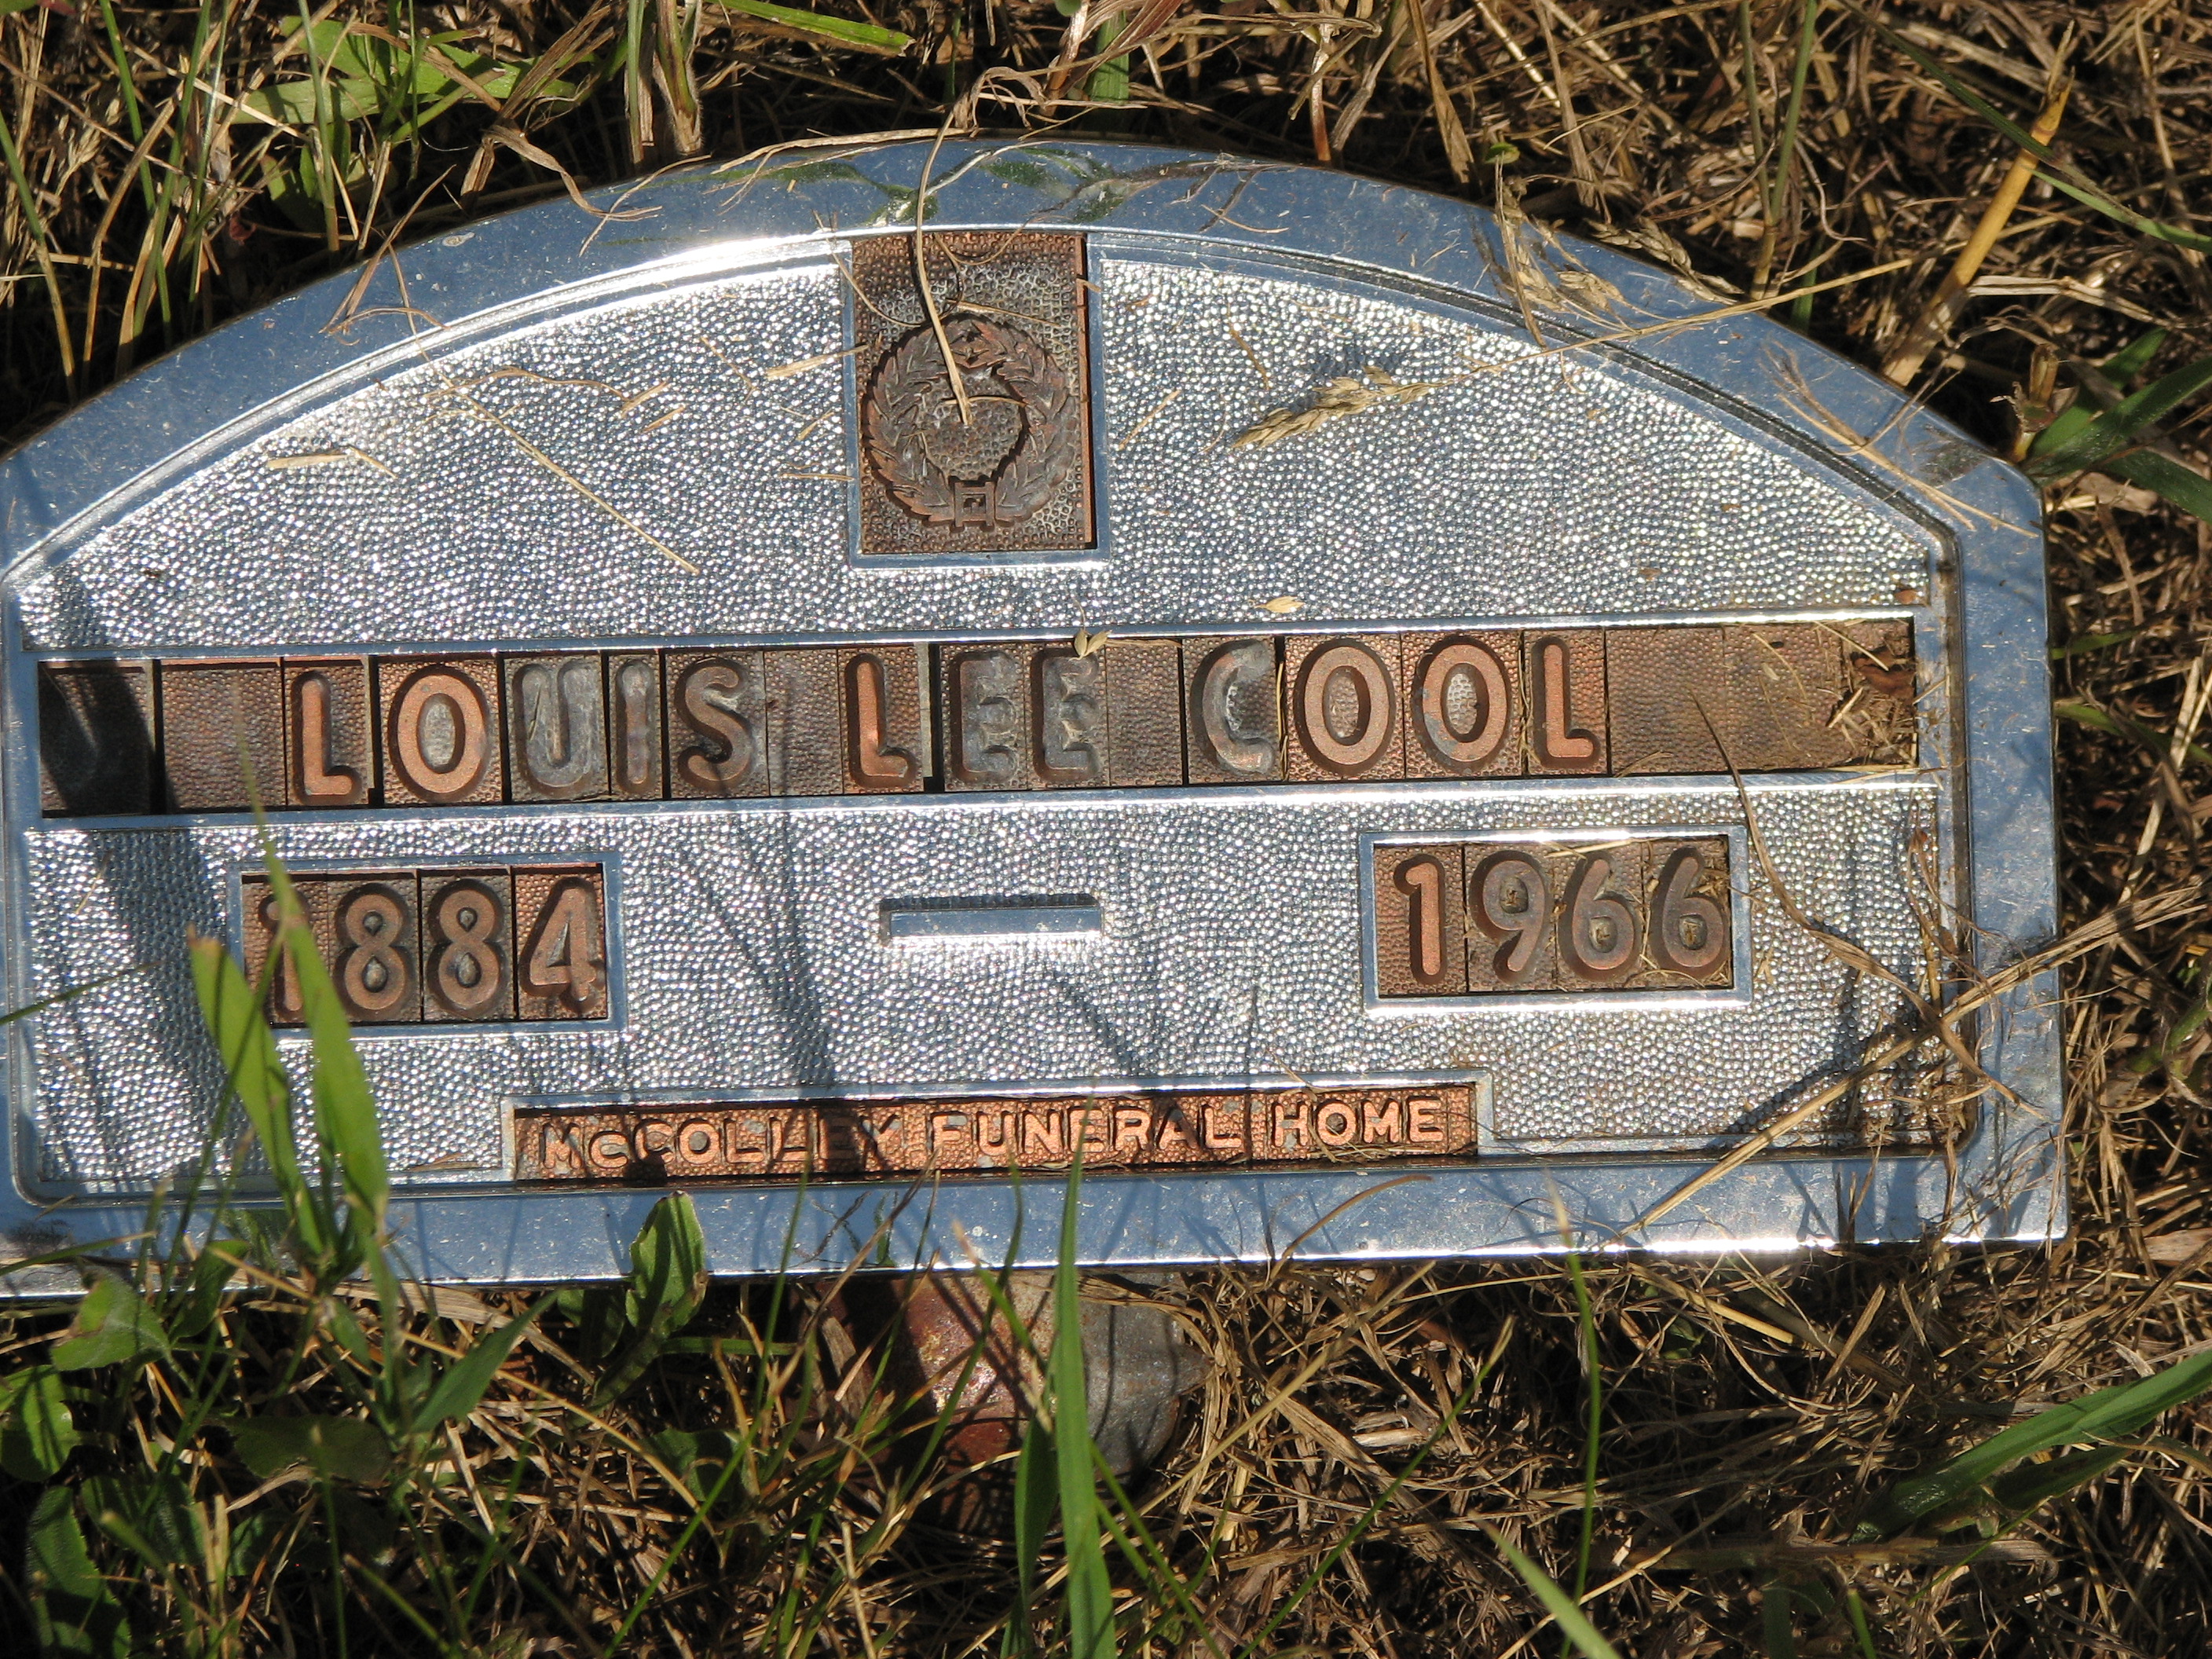 LOUIS LEE COOL
1884 — 1966
McCOLLEY FUNERAL HOME